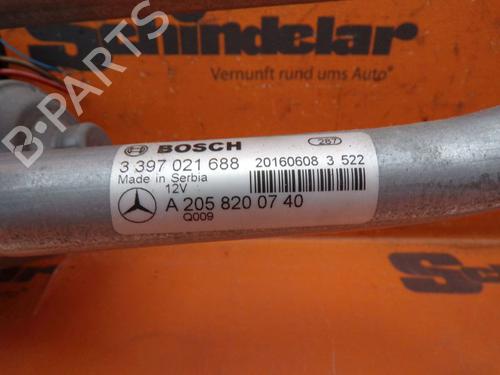 Schindelar
Vernunft rund ums Auto
B-PARTS
BOSCH
267
3 397 021 688
20160608 3 522
Made in Serbia
12V
A 205 820 07 40
Q009
Schindelar